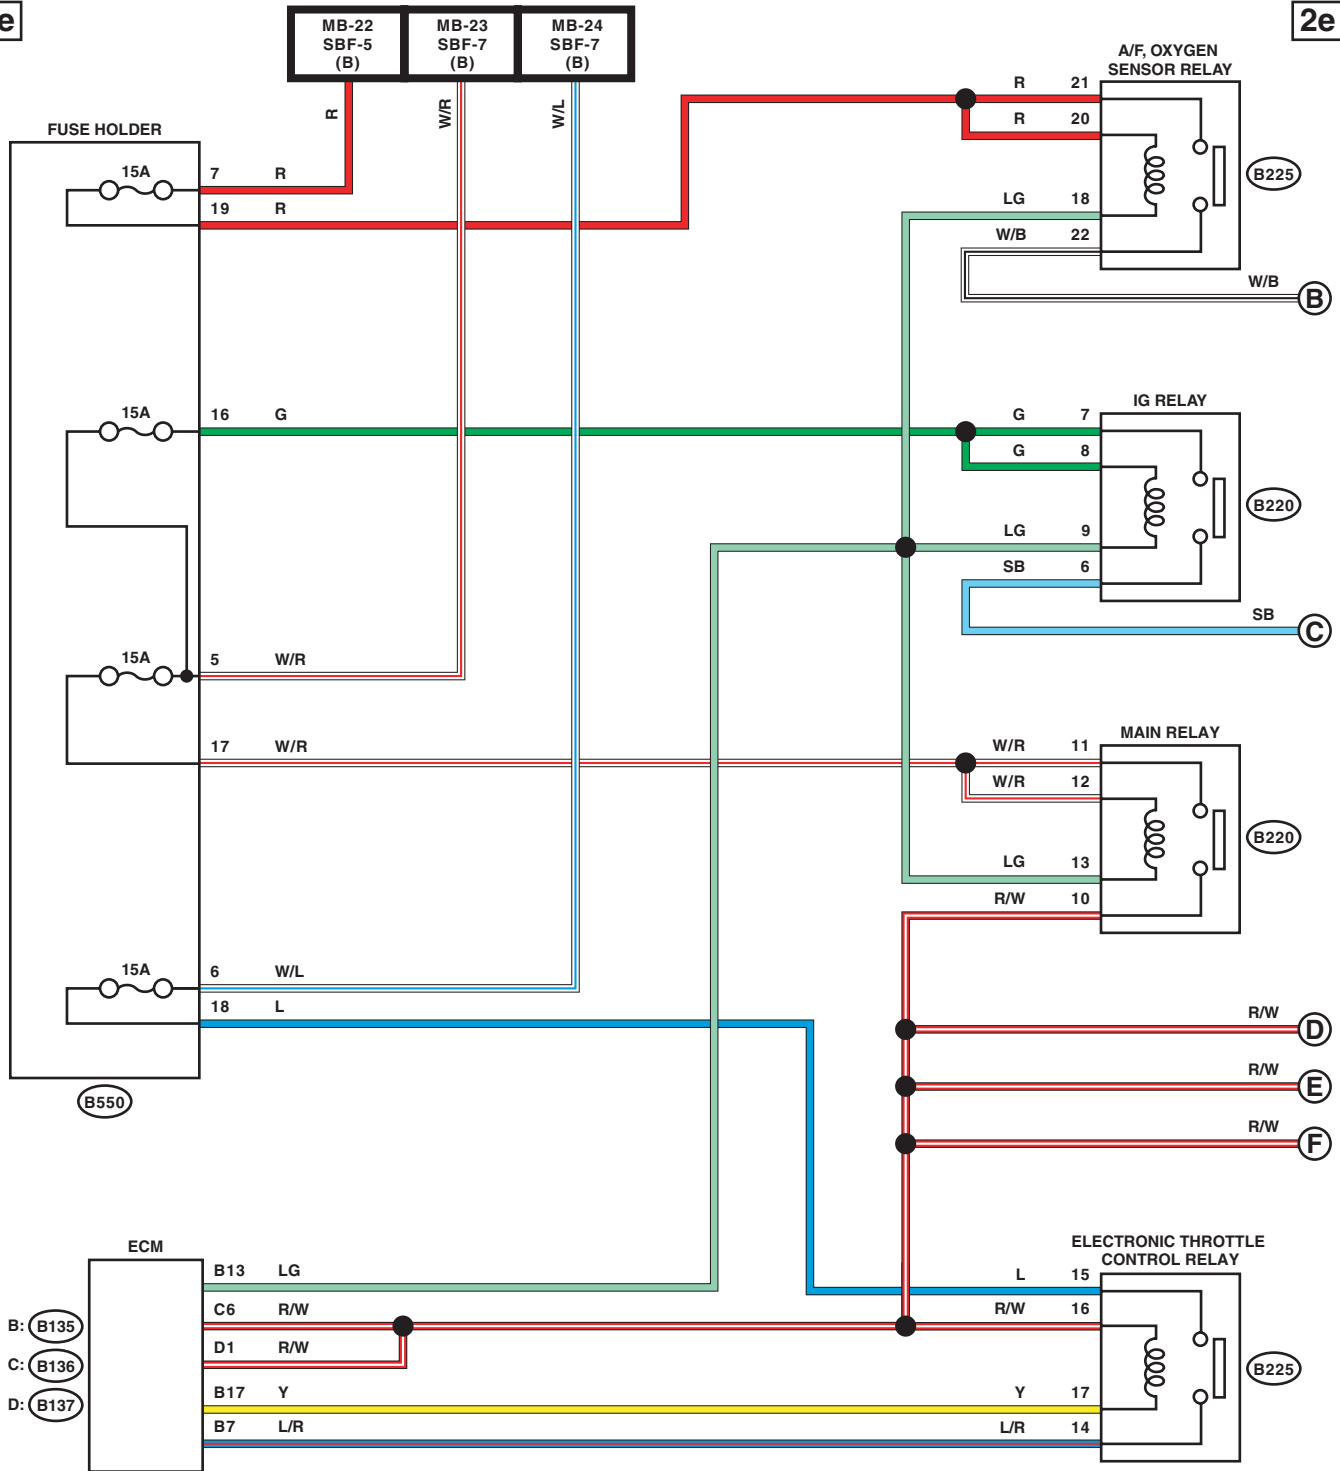 e
2e
MB-22
SBF-5
(B)
MB-23
SBF-7
(B)
MB-24
SBF-7
(B)
R
W/R
W/L
FUSE HOLDER
15A
7 R
19 R
15A
16 G
15A
5 W/R
17 W/R
15A
6 W/L
18 L
B550
A/F, OXYGEN
SENSOR RELAY
R 21
R 20
LG 18
W/B 22
B225
W/B
B
IG RELAY
G 7
G 8
LG 9
SB 6
B220
SB
C
MAIN RELAY
W/R 11
W/R 12
LG 13
R/W 10
B220
R/W
D
R/W
E
R/W
F
ECM
B13 LG
C6 R/W
D1 R/W
B17 Y
B7 L/R
B: B135
C: B136
D: B137
ELECTRONIC THROTTLE
CONTROL RELAY
L 15
R/W 16
Y 17
L/R 14
B225